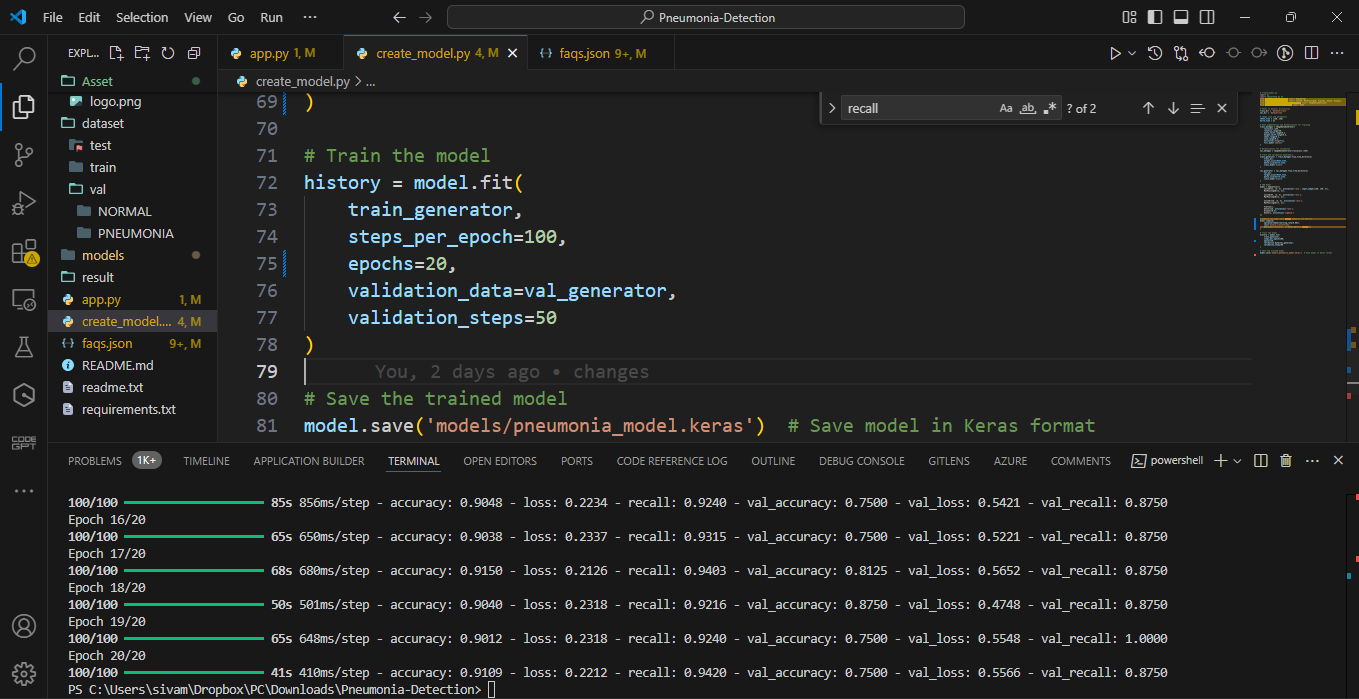 File Edit Selection View Go Run ··· Pneumonia-Detection
EXPL...
app.py 1, M
create_model.py 4, M
faqs.json 9+, M
Asset
logo.png
dataset
test
train
val
NORMAL
PNEUMONIA
models
result
app.py 1, M
create_model.... 4, M
faqs.json 9+, M
README.md
readme.txt
requirements.txt
CODE GPT
create_model.py > ...
recall Aa ab .* ? of 2
69 )
70
71 # Train the model
72 history = model.fit(
73 train_generator,
74 steps_per_epoch=100,
75 epochs=20,
76 validation_data=val_generator,
77 validation_steps=50
78 )
79 You, 2 days ago • changes
80 # Save the trained model
81 model.save('models/pneumonia_model.keras') # Save model in Keras format
PROBLEMS 1K+ TIMELINE APPLICATION BUILDER TERMINAL OPEN EDITORS PORTS CODE REFERENCE LOG OUTLINE DEBUG CONSOLE GITLENS AZURE COMMENTS powershell
100/100 85s 856ms/step - accuracy: 0.9048 - loss: 0.2234 - recall: 0.9240 - val_accuracy: 0.7500 - val_loss: 0.5421 - val_recall: 0.8750
Epoch 16/20
100/100 65s 650ms/step - accuracy: 0.9038 - loss: 0.2337 - recall: 0.9315 - val_accuracy: 0.7500 - val_loss: 0.5221 - val_recall: 0.8750
Epoch 17/20
100/100 68s 680ms/step - accuracy: 0.9150 - loss: 0.2126 - recall: 0.9403 - val_accuracy: 0.8125 - val_loss: 0.5652 - val_recall: 0.8750
Epoch 18/20
100/100 50s 501ms/step - accuracy: 0.9040 - loss: 0.2318 - recall: 0.9216 - val_accuracy: 0.8750 - val_loss: 0.4748 - val_recall: 0.8750
Epoch 19/20
100/100 65s 648ms/step - accuracy: 0.9012 - loss: 0.2318 - recall: 0.9240 - val_accuracy: 0.7500 - val_loss: 0.5548 - val_recall: 1.0000
Epoch 20/20
100/100 41s 410ms/step - accuracy: 0.9109 - loss: 0.2212 - recall: 0.9420 - val_accuracy: 0.7500 - val_loss: 0.5566 - val_recall: 0.8750
PS C:\Users\sivam\Dropbox\PC\Downloads\Pneumonia-Detection>